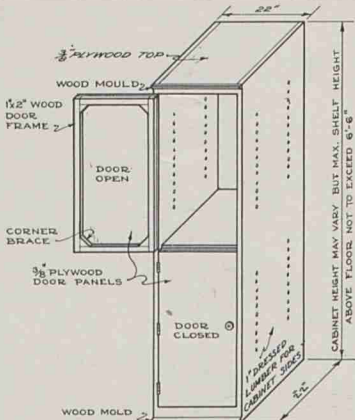 22"
3/4" PLYWOOD TOP
WOOD MOULD
1"x2" WOOD
DOOR
FRAME
DOOR
OPEN
CORNER
BRACE
3/8" PLYWOOD
DOOR PANELS
DOOR
CLOSED
1" DRESSED
LUMBER FOR
CABINET SIDES
22"
WOOD MOLD
CABINET HEIGHT MAY VARY BUT MAX. SHELF HEIGHT
ABOVE FLOOR NOT TO EXCEED 6'-6"